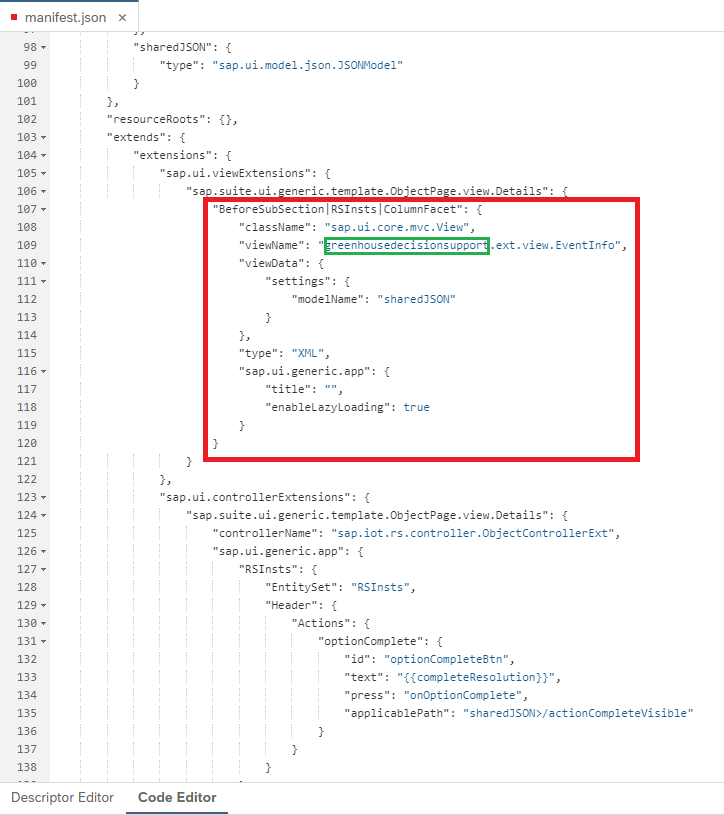 manifest.json ×
98 "sharedJSON": {
99 "type": "sap.ui.model.json.JSONModel"
100 }
101 },
102 "resourceRoots": {},
103 "extends": {
104 "extensions": {
105 "sap.ui.viewExtensions": {
106 "sap.suite.ui.generic.template.ObjectPage.view.Details": {
107 "BeforeSubSection|RSInsts|ColumnFacet": {
108 "className": "sap.ui.core.mvc.View",
109 "viewName": "greenhousedecisionsupport.ext.view.EventInfo",
110 "viewData": {
111 "settings": {
112 "modelName": "sharedJSON"
113 }
114 },
115 "type": "XML",
116 "sap.ui.generic.app": {
117 "title": "",
118 "enableLazyLoading": true
119 }
120 }
121 }
122 },
123 "sap.ui.controllerExtensions": {
124 "sap.suite.ui.generic.template.ObjectPage.view.Details": {
125 "controllerName": "sap.iot.rs.controller.ObjectControllerExt",
126 "sap.ui.generic.app": {
127 "RSInsts": {
128 "EntitySet": "RSInsts",
129 "Header": {
130 "Actions": {
131 "optionComplete": {
132 "id": "optionCompleteBtn",
133 "text": "{{completeResolution}}",
134 "press": "onOptionComplete",
135 "applicablePath": "sharedJSON>/actionCompleteVisible"
136 }
137 }
138 }
Descriptor Editor Code Editor